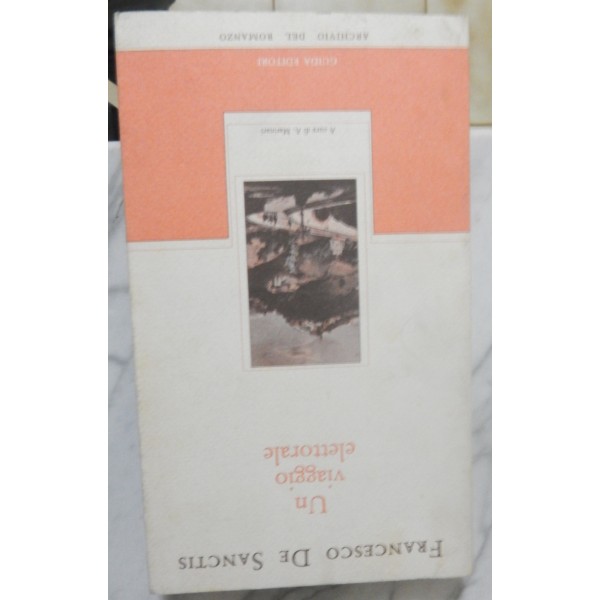 FRANCESCO DE SANCTIS
Un
viaggio
elettorale
A cura di A. Marinari
GUIDA EDITORI
ARCHIVIO DEL ROMANZO